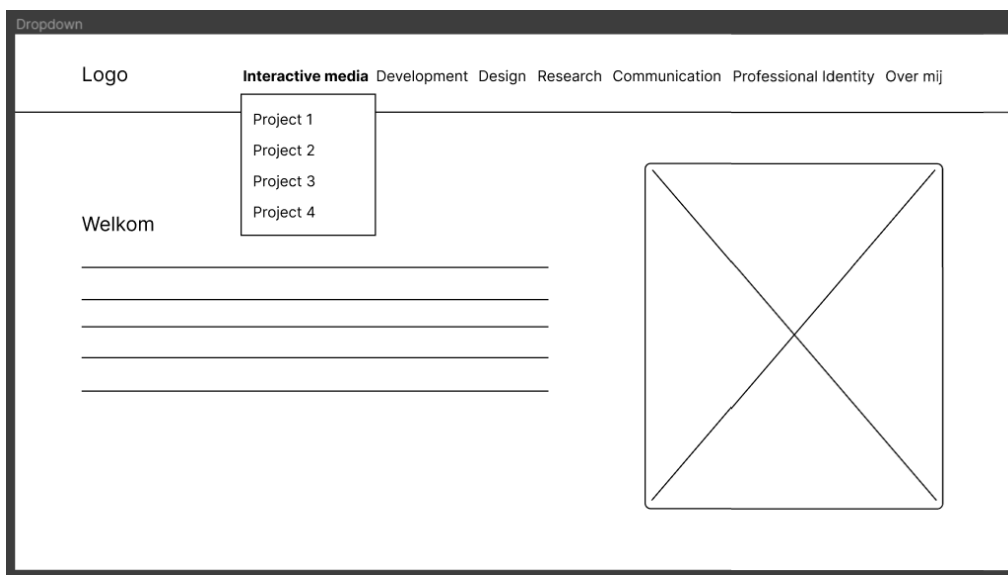 Dropdown
Logo
Interactive media Development Design Research Communication Professional Identity Over mij
Project 1
Project 2
Project 3
Project 4
Welkom